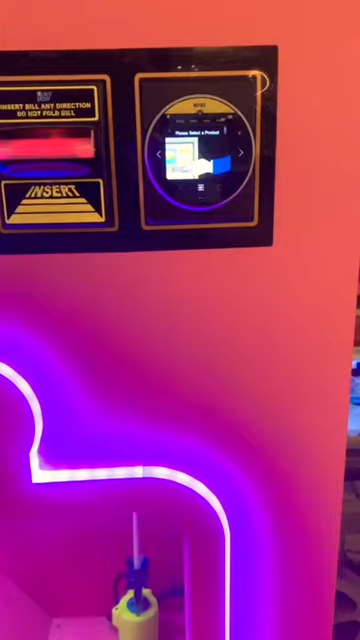 INSERT BILL ANY DIRECTION
DO NOT FOLD BILL
INSERT
Please Select a Product